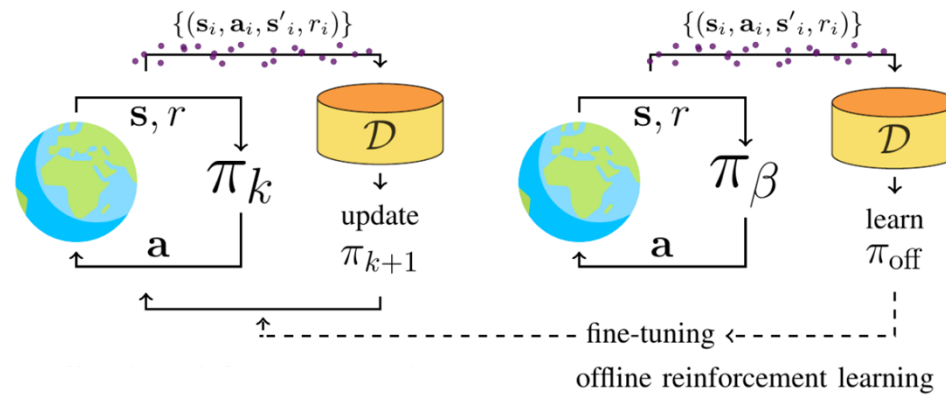 {(s_i, a_i, s'_i, r_i)}
s, r
π_k
a
𝒟
update
π_{k+1}
{(s_i, a_i, s'_i, r_i)}
s, r
π_β
a
𝒟
learn
π_off
fine-tuning
offline reinforcement learning